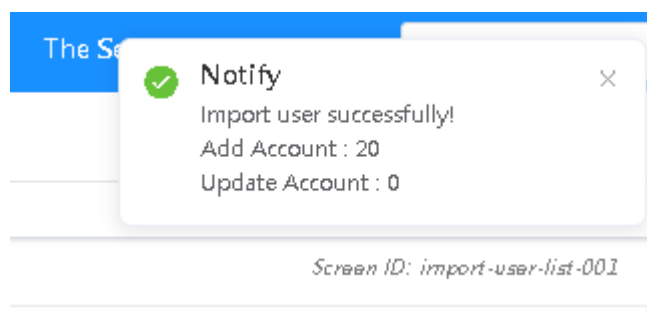 The Se
Notify
Import user successfully!
Add Account : 20
Update Account : 0
Screen ID: import-user-list-001